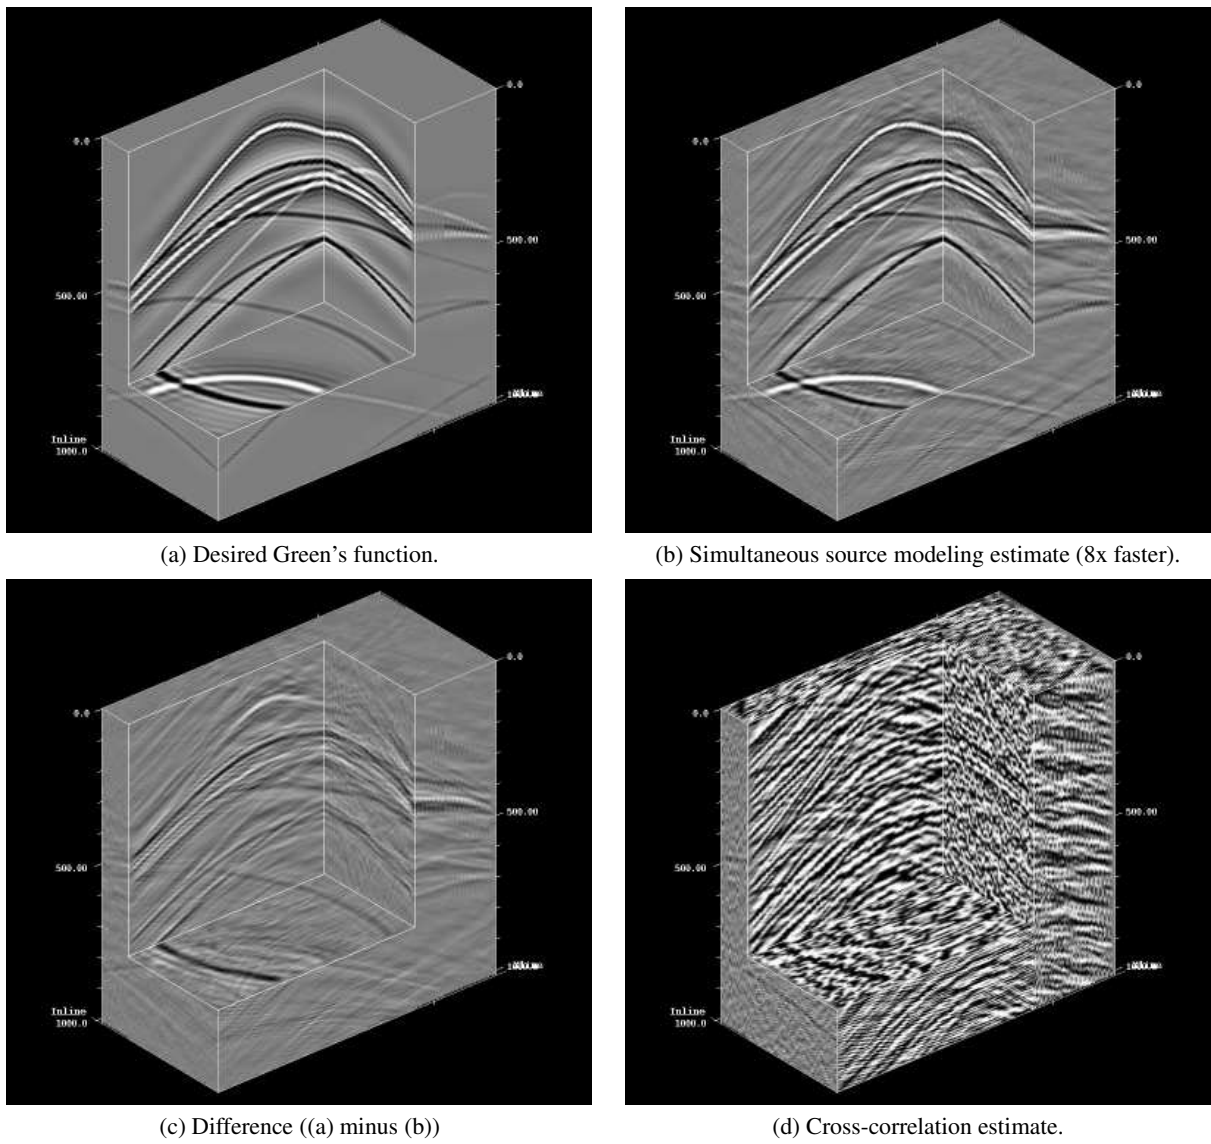 0.0
0.0
500.00
500.00
Inline
1000.0
0.0
0.0
500.00
500.00
Inline
1000.0
(a) Desired Green's function.
(b) Simultaneous source modeling estimate (8x faster).
0.0
0.0
500.00
500.00
Inline
1000.0
0.0
0.0
500.00
500.00
Inline
1000.0
(c) Difference ((a) minus (b))
(d) Cross-correlation estimate.